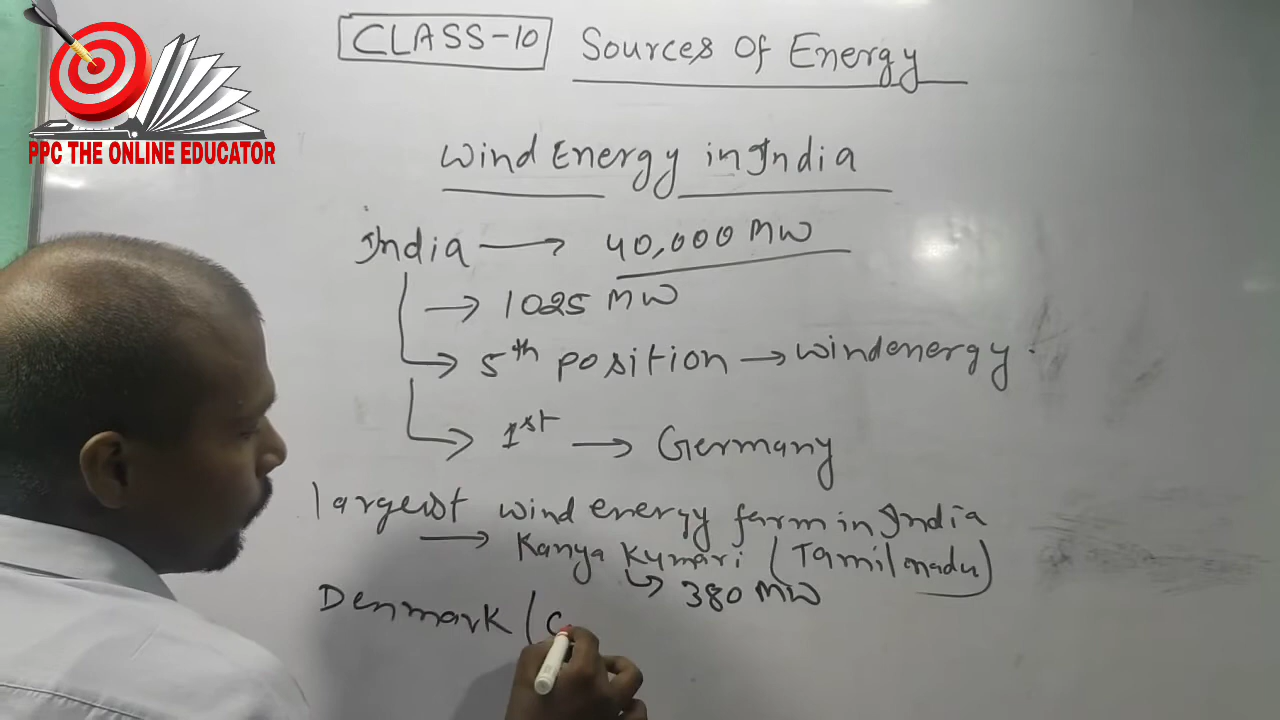 CLASS-10 Sources Of Energy
PPC THE ONLINE EDUCATOR
Wind Energy in India
India → 40,000 MW
→ 1025 MW
→ 5th position → windenergy.
→ 1st → Germany
largest wind energy farm in India
→ Kanya Kumari (Tamilnadu)
↳ 380 MW
Denmark (C